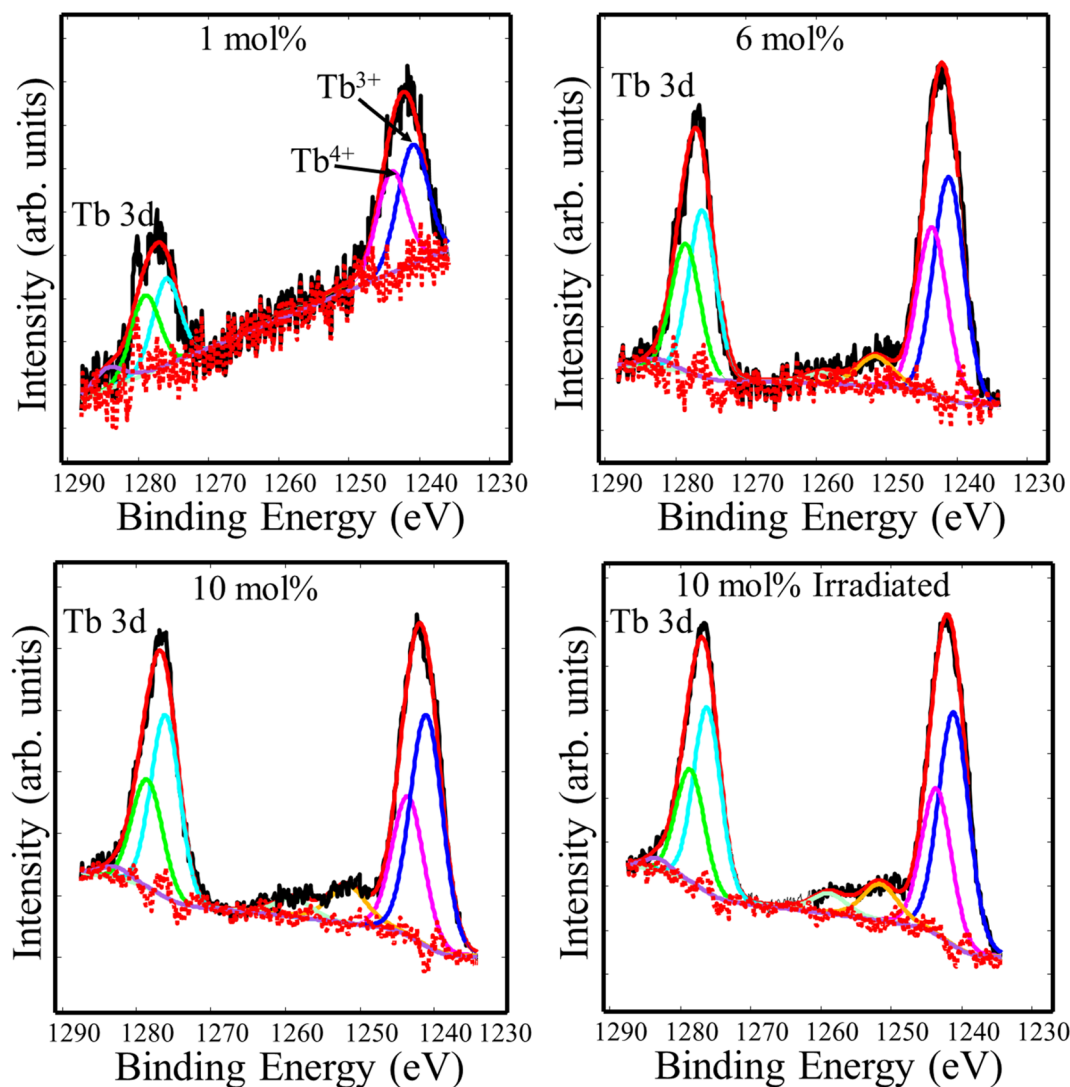 1 mol%
Tb³⁺
Tb⁴⁺
Tb 3d
Intensity (arb. units)
1290 1280 1270 1260 1250 1240 1230
Binding Energy (eV)
6 mol%
Tb 3d
Intensity (arb. units)
1290 1280 1270 1260 1250 1240 1230
Binding Energy (eV)
10 mol%
Tb 3d
Intensity (arb. units)
1290 1280 1270 1260 1250 1240 1230
Binding Energy (eV)
10 mol% Irradiated
Tb 3d
Intensity (arb. units)
1290 1280 1270 1260 1250 1240 1230
Binding Energy (eV)